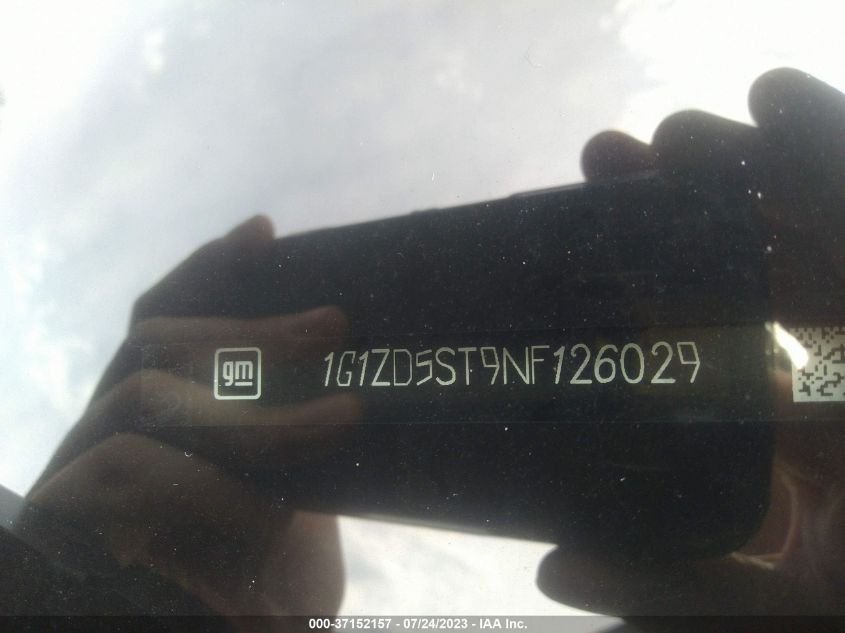 gm 1G1ZD5ST9NF126029
000-37152157 - 07/24/2023 - IAA Inc.